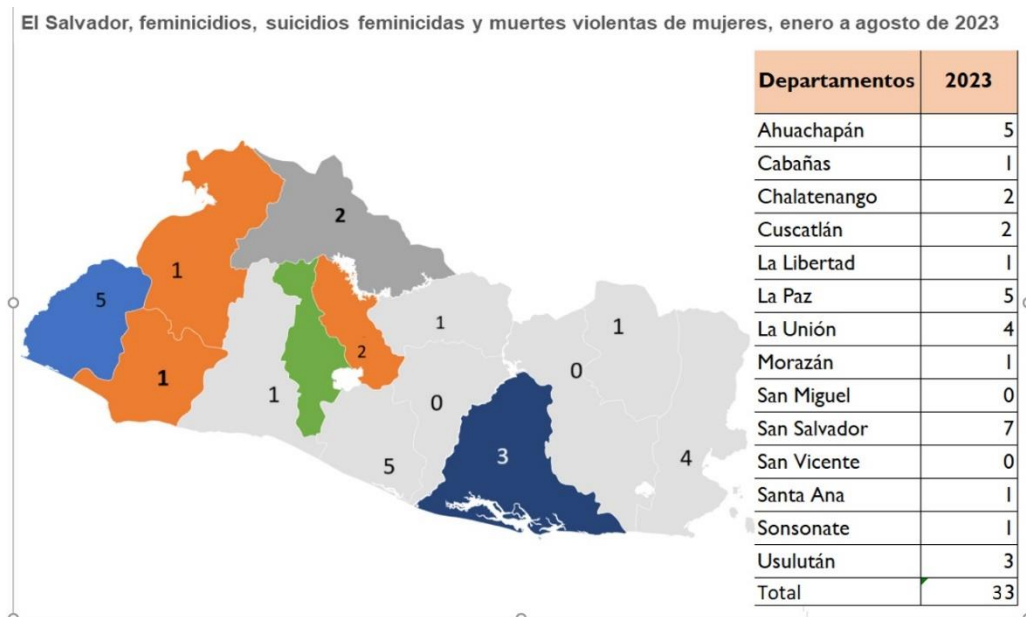 El Salvador, feminicidios, suicidios feminicidas y muertes violentas de mujeres, enero a agosto de 2023
Departamentos 2023
Ahuachapán 5
Cabañas 1
Chalatenango 2
Cuscatlán 2
La Libertad 1
La Paz 5
La Unión 4
Morazán 1
San Miguel 0
San Salvador 7
San Vicente 0
Santa Ana 1
Sonsonate 1
Usulután 3
Total 33
2
1
5
1
1
2
1
0
5
3
0
1
4